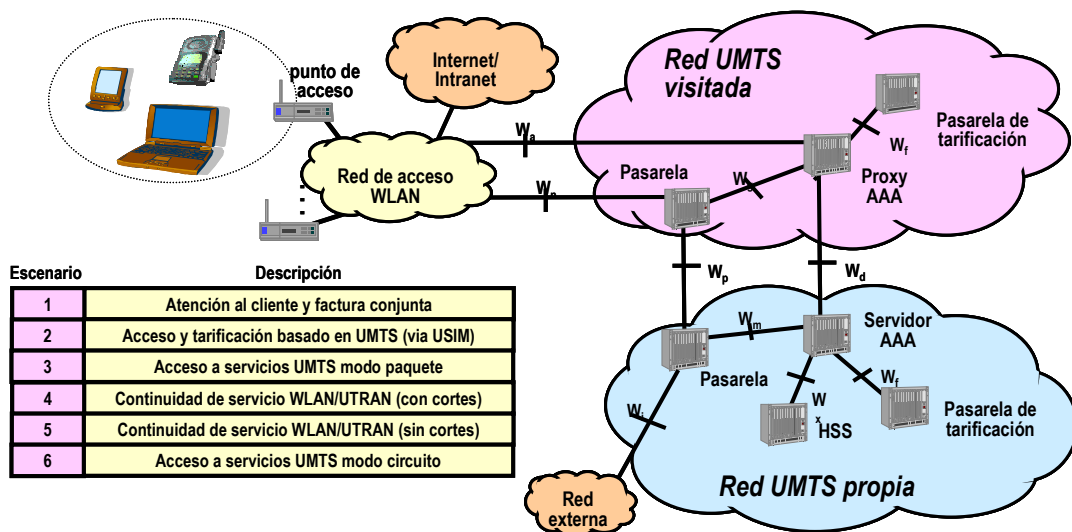 punto de
acceso
Internet/
Intranet
Red UMTS
visitada
Pasarela de
tarificación
Wa
Wf
Red de acceso
WLAN
Pasarela
Proxy
AAA
Wp
Wd
Escenario Descripción
1 Atención al cliente y factura conjunta
2 Acceso y tarificación basado en UMTS (via USIM)
3 Acceso a servicios UMTS modo paquete
4 Continuidad de servicio WLAN/UTRAN (con cortes)
5 Continuidad de servicio WLAN/UTRAN (sin cortes)
6 Acceso a servicios UMTS modo circuito
Wm
Servidor
AAA
Pasarela
Wf
Wx
HSS
Pasarela de
tarificación
Red UMTS propia
Red
externa